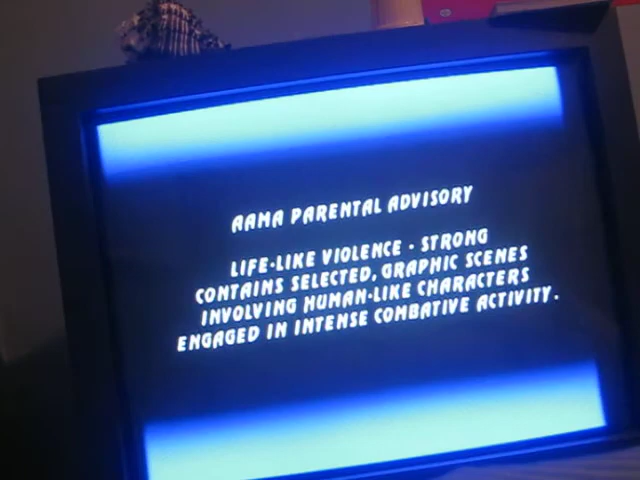 AAMA PARENTAL ADVISORY
LIFE-LIKE VIOLENCE - STRONG
CONTAINS SELECTED, GRAPHIC SCENES
INVOLVING HUMAN-LIKE CHARACTERS
ENGAGED IN INTENSE COMBATIVE ACTIVITY.